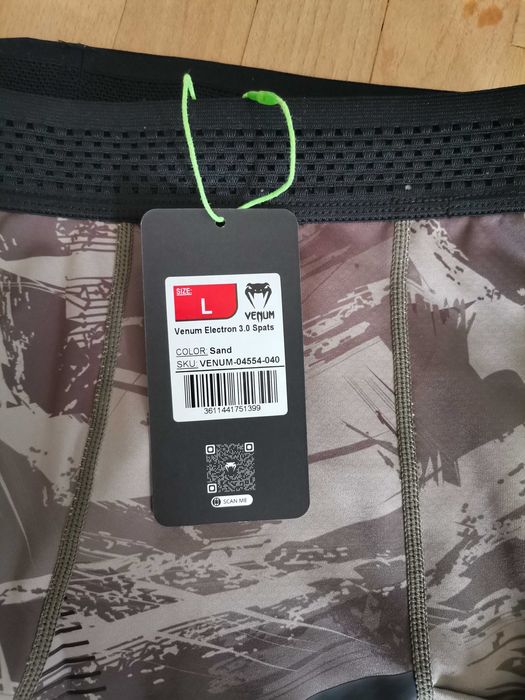 SIZE:
L
VENUM
Venum Electron 3.0 Spats
COLOR: Sand
SKU: VENUM-04554-040
3611441751399
SCAN ME